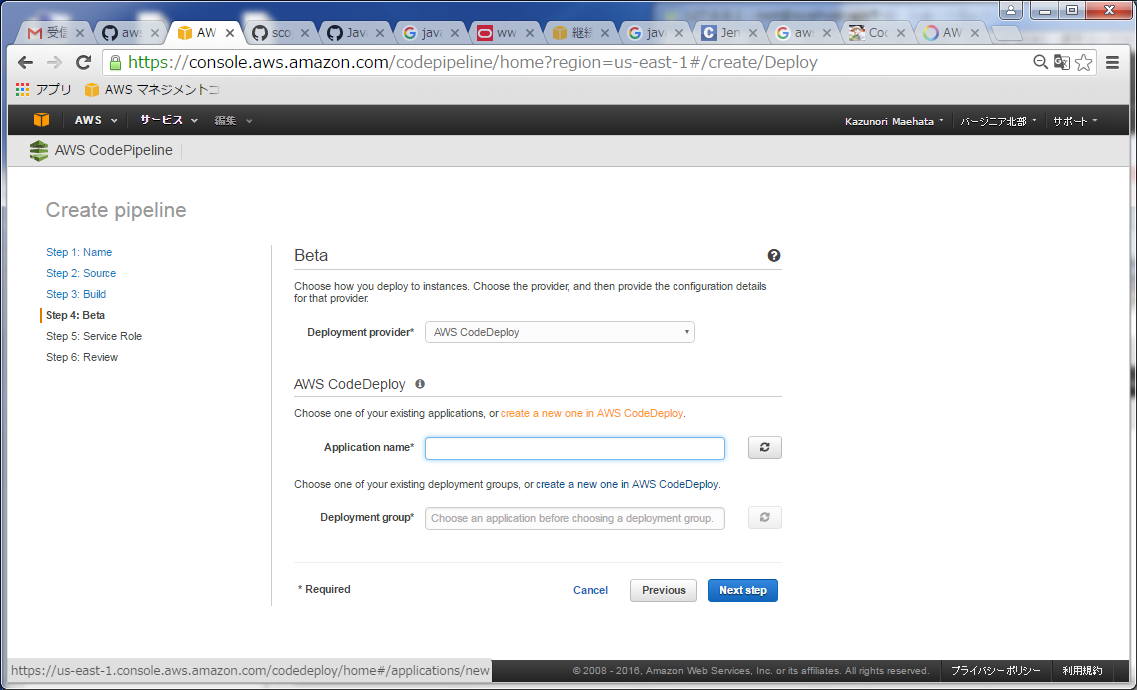 受信
aws
AW
sco
Jav
java
ww
継続
jav
Jen
aws
Coc
AW
https://console.aws.amazon.com/codepipeline/home?region=us-east-1#/create/Deploy
アプリ AWS マネジメントコ
AWS サービス 編集 Kazunori Maehata バージニア北部 サポート
AWS CodePipeline
Create pipeline
Step 1: Name
Step 2: Source
Step 3: Build
Step 4: Beta
Step 5: Service Role
Step 6: Review
Beta
Choose how you deploy to instances. Choose the provider, and then provide the configuration details
for that provider.
Deployment provider* AWS CodeDeploy
AWS CodeDeploy
Choose one of your existing applications, or create a new one in AWS CodeDeploy.
Application name*
Choose one of your existing deployment groups, or create a new one in AWS CodeDeploy.
Deployment group* Choose an application before choosing a deployment group.
* Required Cancel Previous Next step
https://us-east-1.console.aws.amazon.com/codedeploy/home#/applications/new
© 2008 - 2016, Amazon Web Services, Inc. or its affiliates. All rights reserved. プライバシーポリシー 利用規約